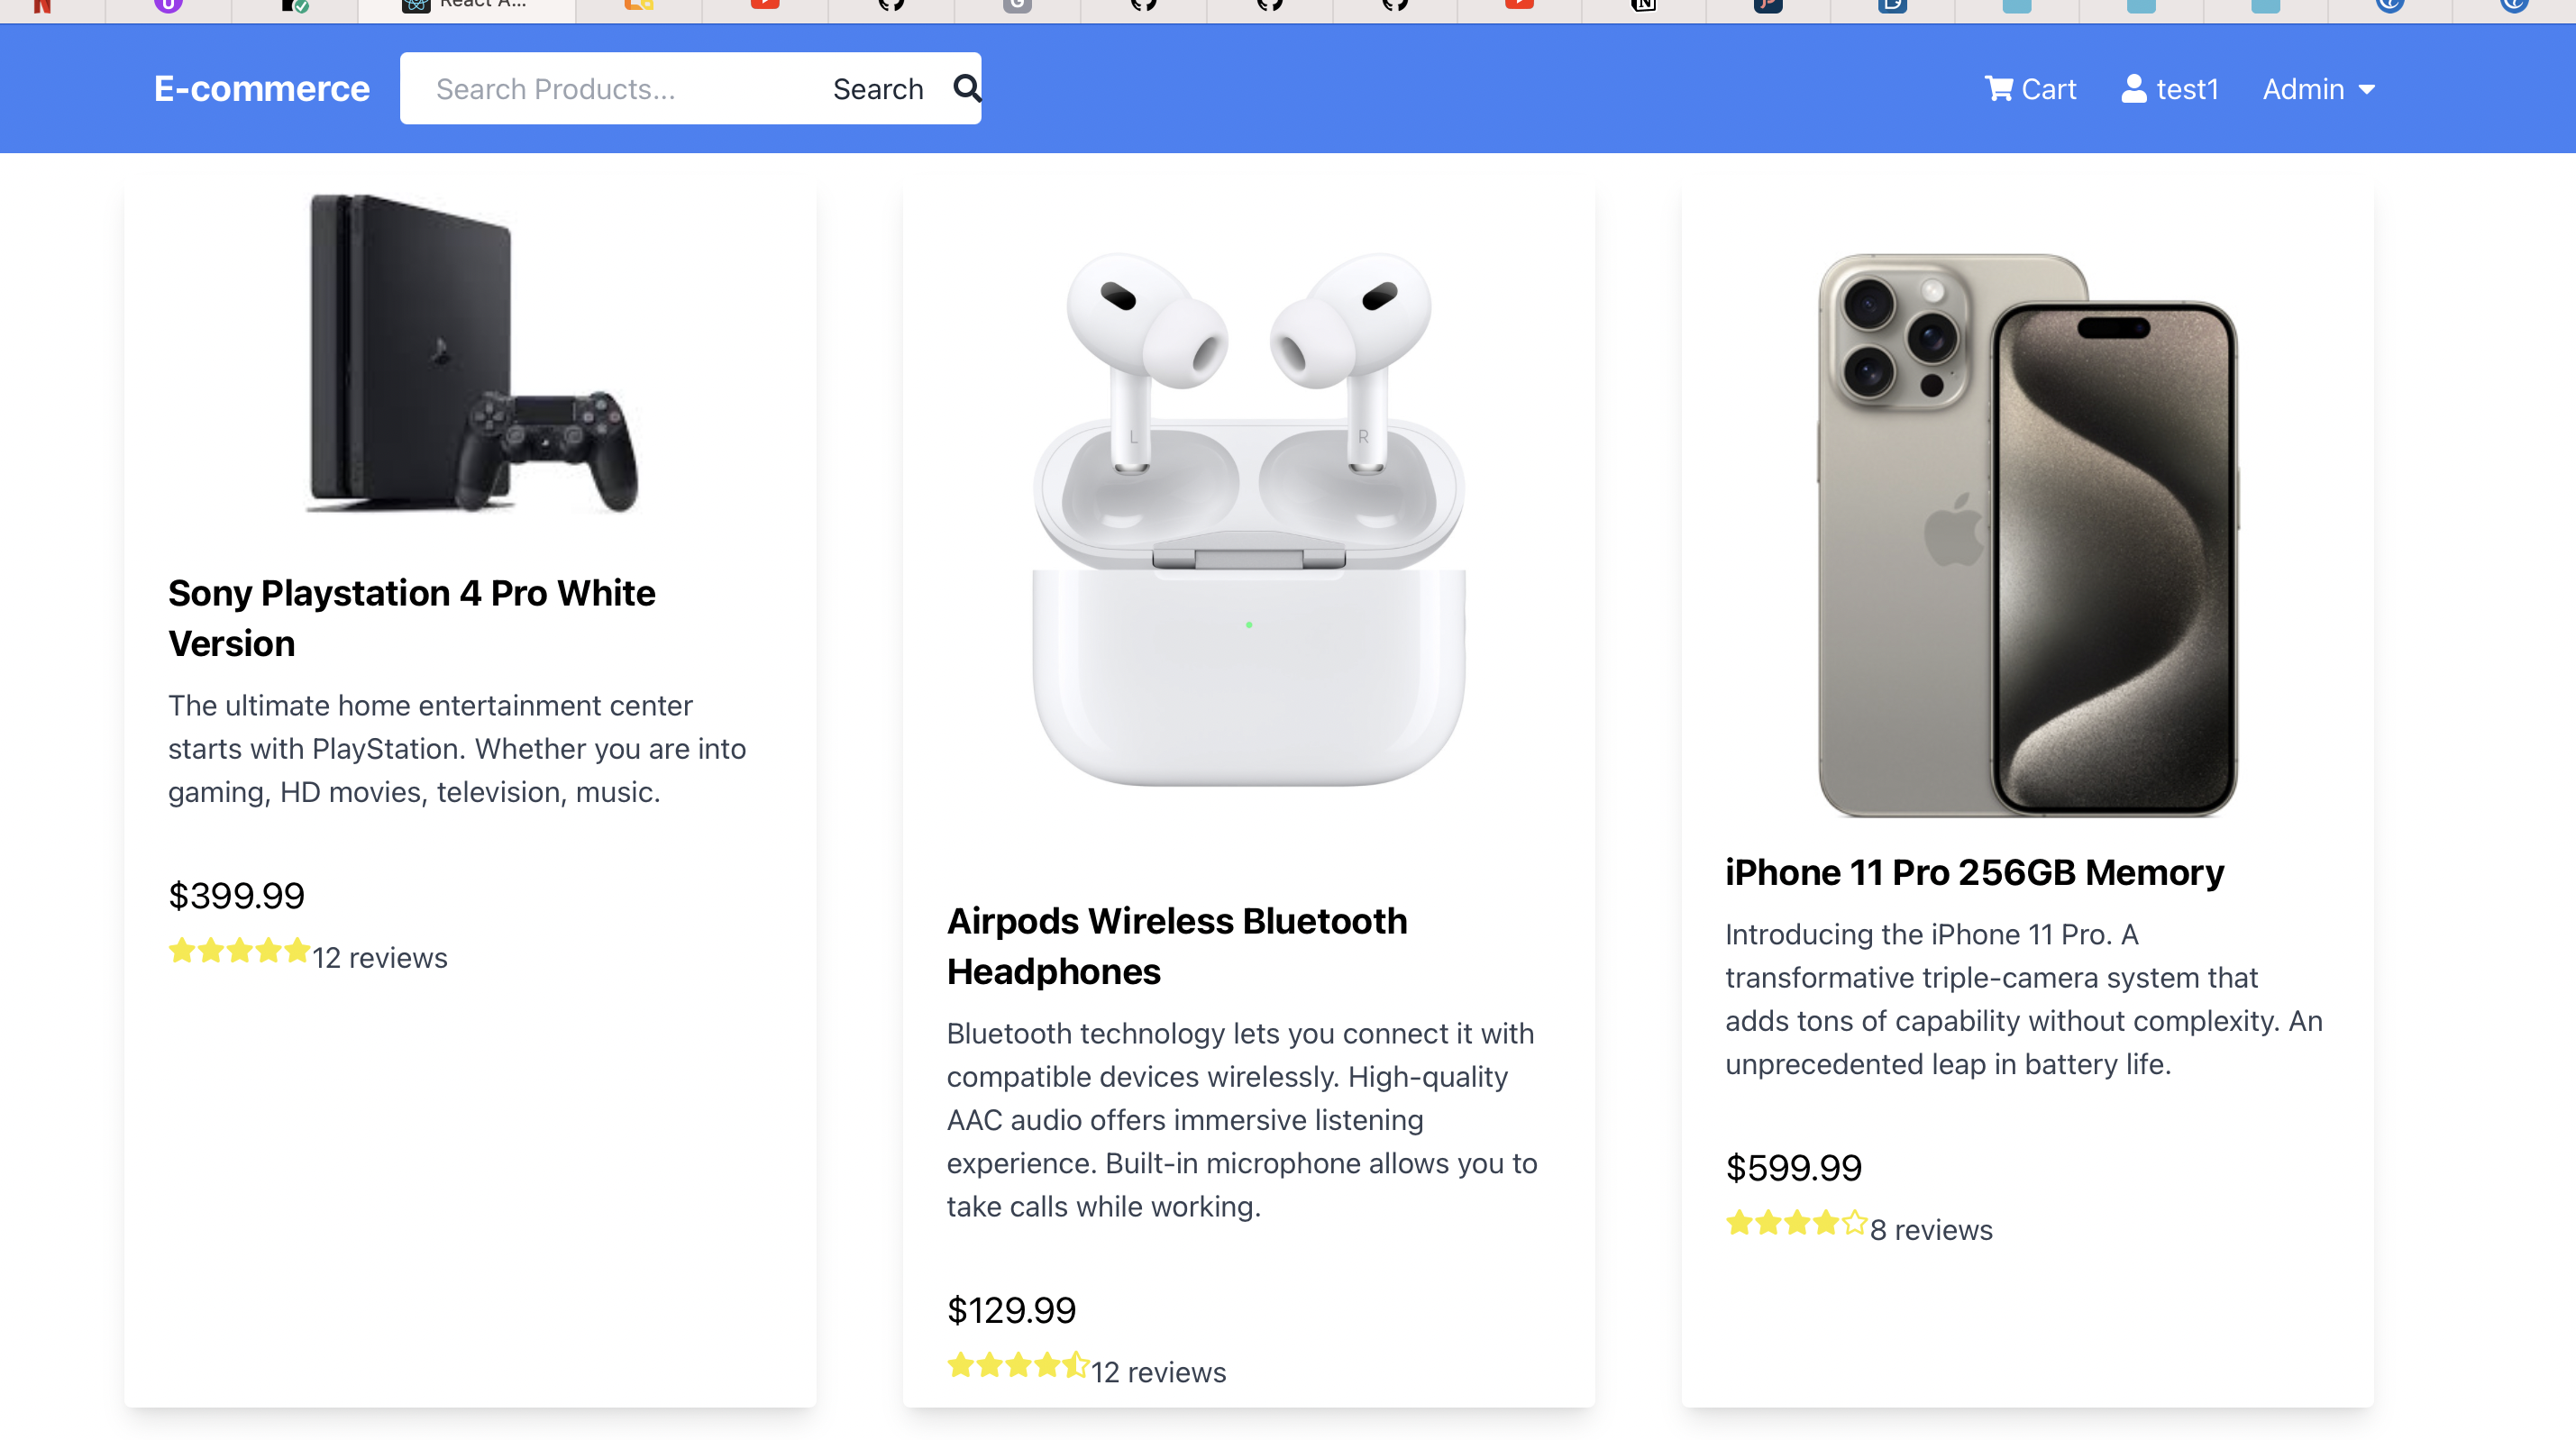 React A...
E-commerce
Search Products...
Search
Cart
test1
Admin
L
R
Sony Playstation 4 Pro White
Version
The ultimate home entertainment center
starts with PlayStation. Whether you are into
gaming, HD movies, television, music.
$399.99
12 reviews
Airpods Wireless Bluetooth
Headphones
Bluetooth technology lets you connect it with
compatible devices wirelessly. High-quality
AAC audio offers immersive listening
experience. Built-in microphone allows you to
take calls while working.
$129.99
12 reviews
iPhone 11 Pro 256GB Memory
Introducing the iPhone 11 Pro. A
transformative triple-camera system that
adds tons of capability without complexity. An
unprecedented leap in battery life.
$599.99
8 reviews